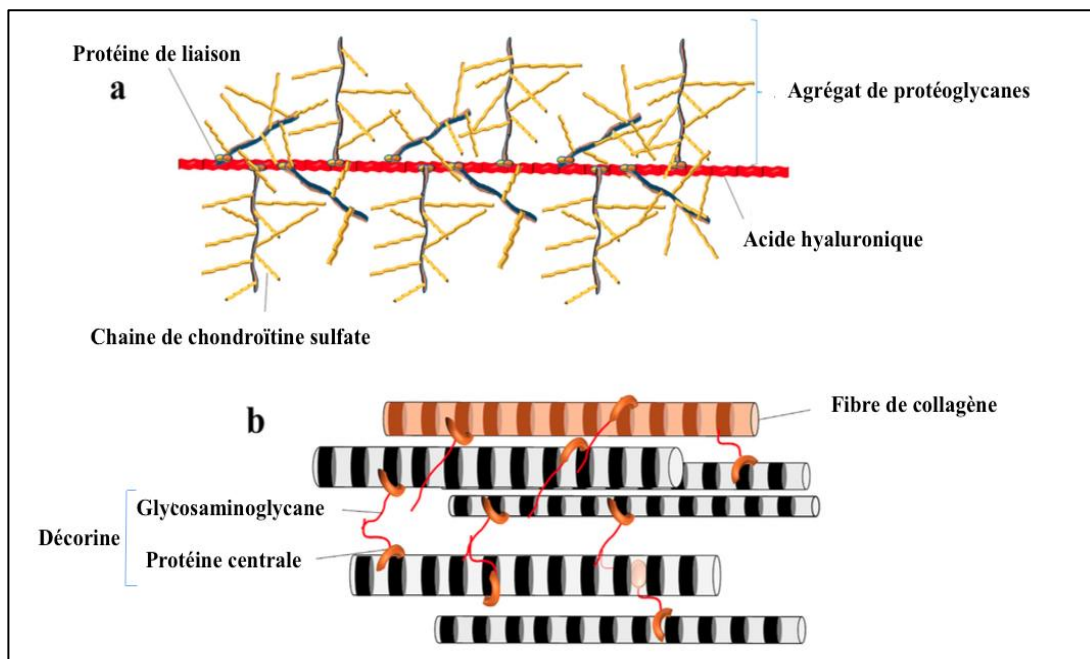 Protéine de liaison
a
Agrégat de protéoglycanes
Acide hyaluronique
Chaine de chondroïtine sulfate
b
Fibre de collagène
Glycosaminoglycane
Décorine
Protéine centrale